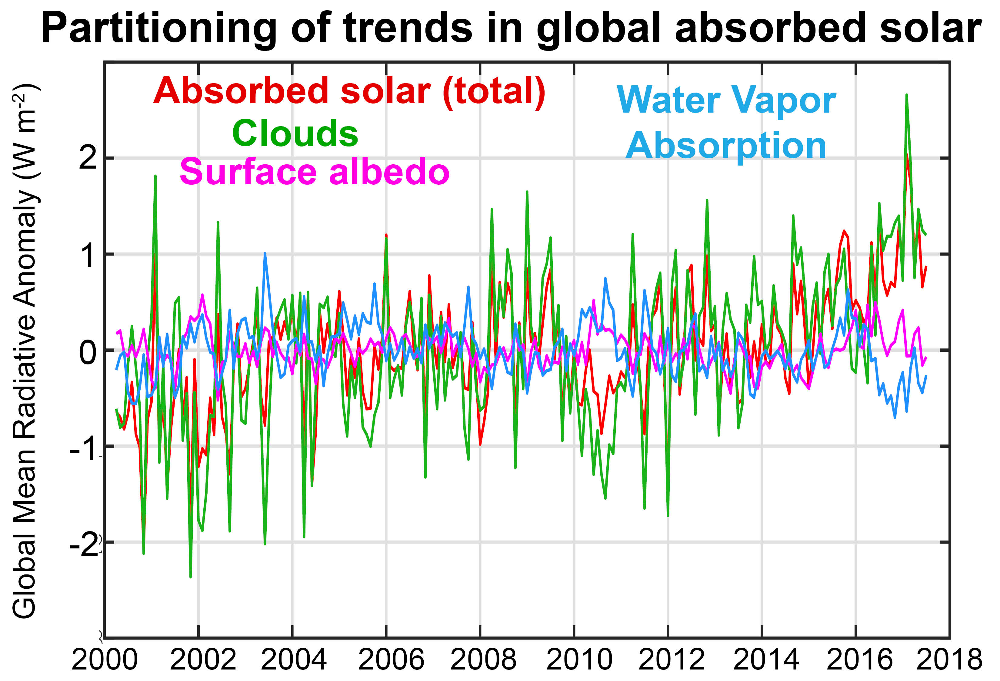 Partitioning of trends in global absorbed solar
Absorbed solar (total)
Clouds
Surface albedo
Water Vapor
Absorption
Global Mean Radiative Anomaly (W m-2)
2
1
0
-1
-2
2000 2002 2004 2006 2008 2010 2012 2014 2016 2018